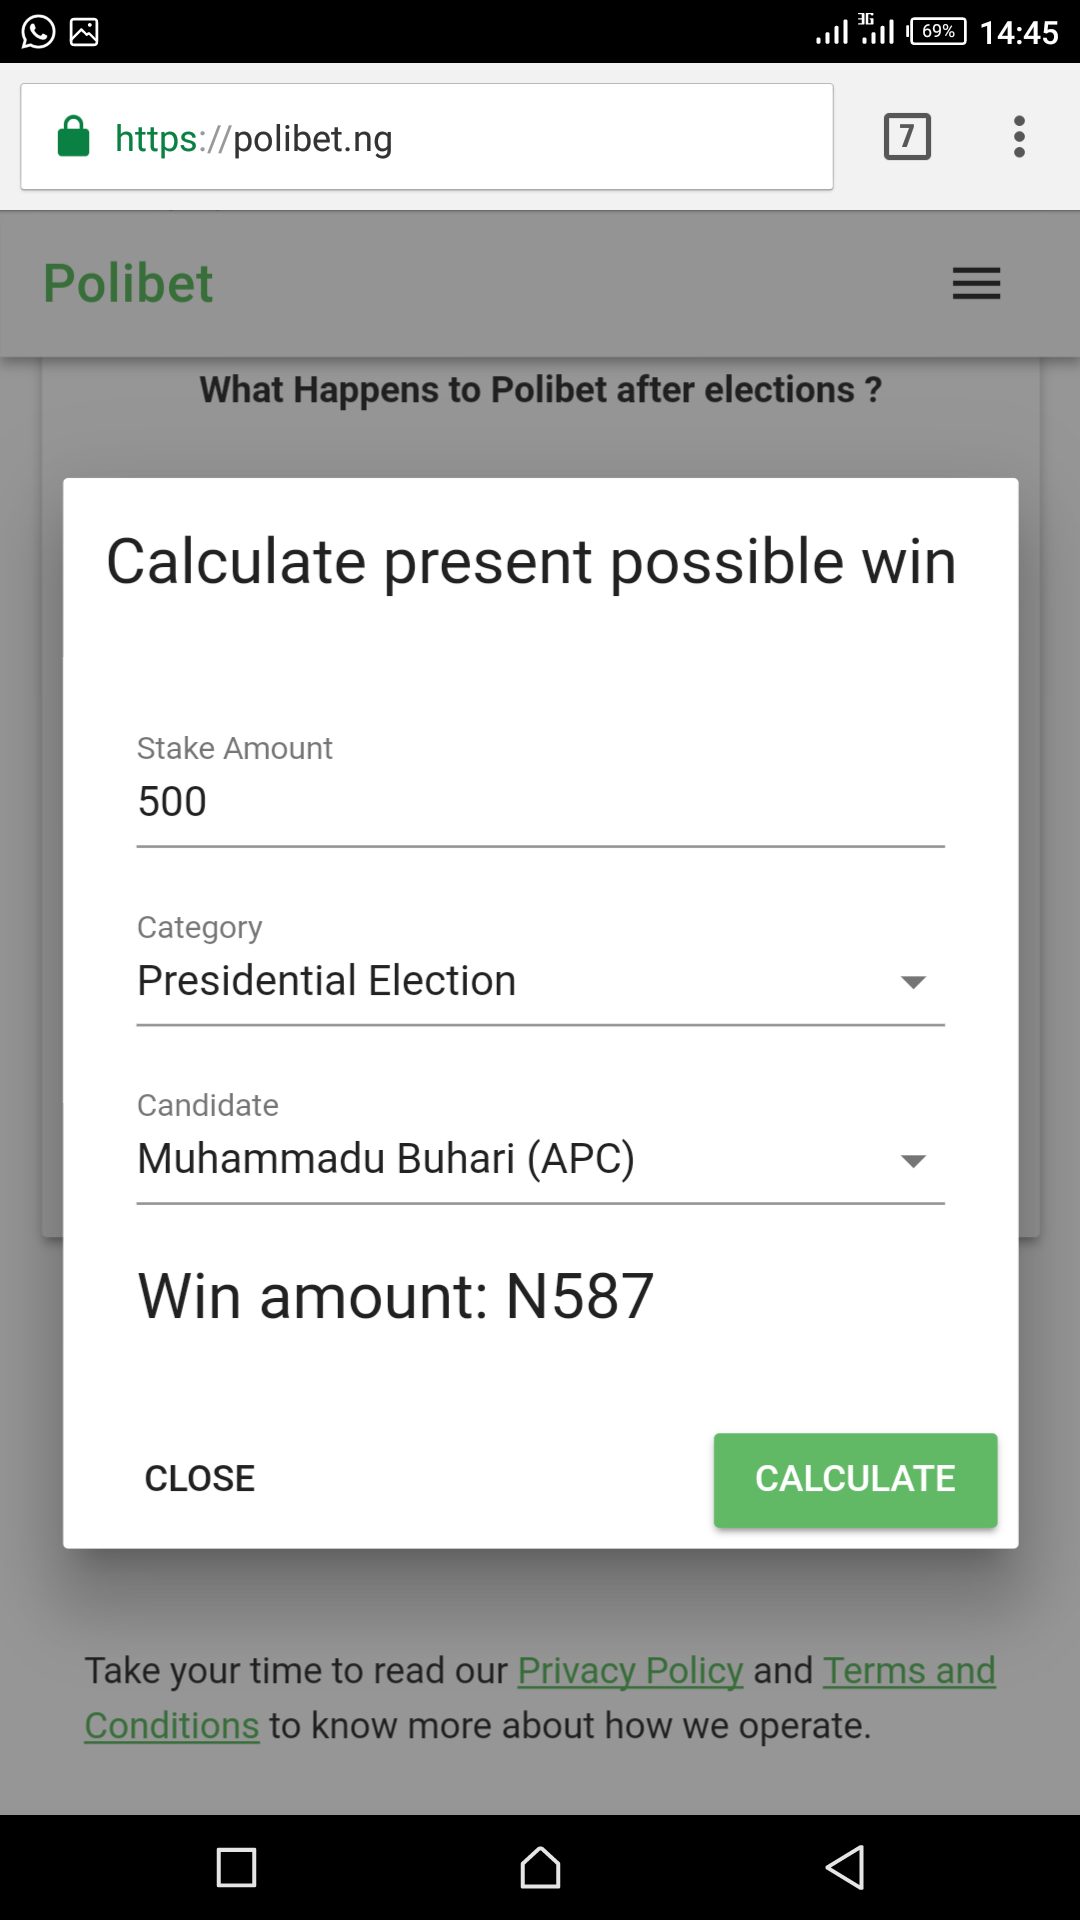 3G
69%
14:45
https://polibet.ng
7
Polibet
What Happens to Polibet after elections ?
Calculate present possible win
Stake Amount
500
Category
Presidential Election
Candidate
Muhammadu Buhari (APC)
Win amount: N587
CLOSE
CALCULATE
Take your time to read our Privacy Policy and Terms and
Conditions to know more about how we operate.